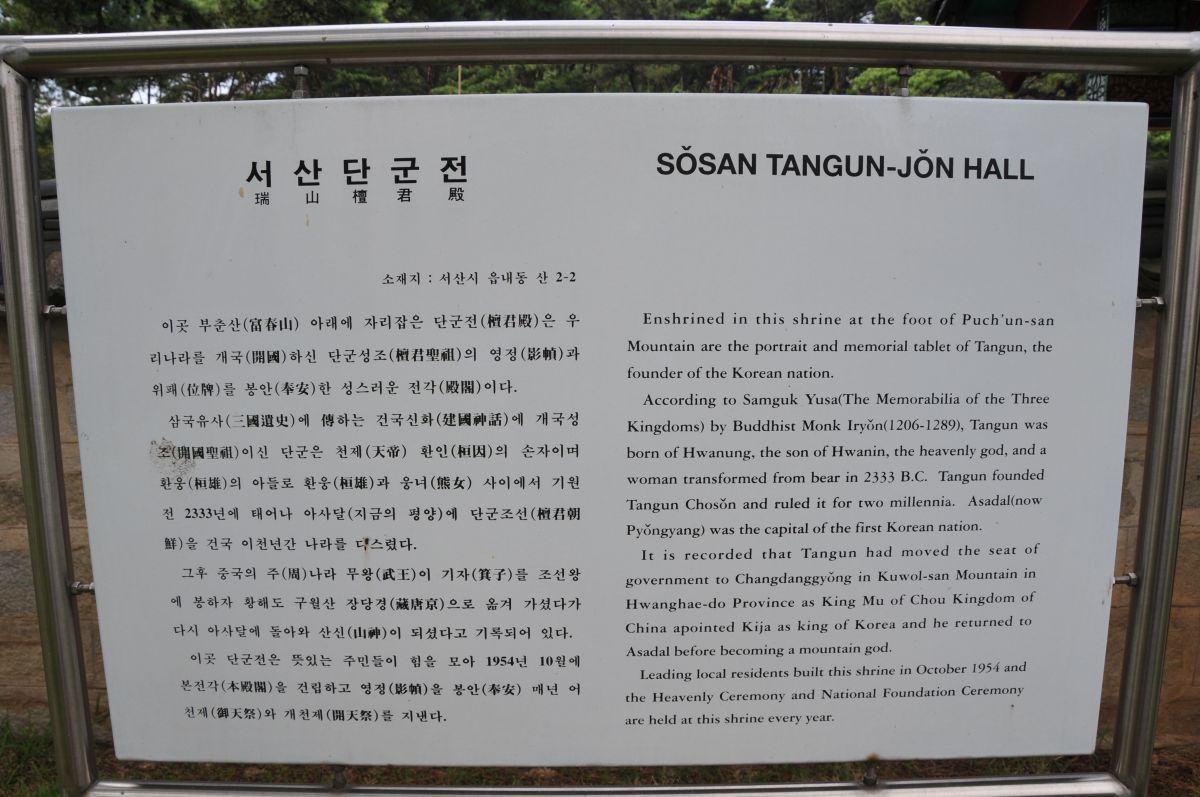 서산단군전
瑞山檀君殿
소재지 : 서산시 읍내동 산 2-2
이곳 부춘산(富春山) 아래에 자리잡은 단군전(檀君殿)은 우
리나라를 개국(開國)하신 단군성조(檀君聖祖)의 영정(影幀)과
위패(位牌)를 봉안(奉安)한 성스러운 전각(殿閣)이다.
삼국유사(三國遺史)에 傳하는 건국신화(建國神話)에 개국성
조(開國聖祖)이신 단군은 천제(天帝) 환인(桓因)의 손자이며
환웅(桓雄)의 아들로 환웅(桓雄)과 웅녀(熊女) 사이에서 기원
전 2333년에 태어나 아사달(지금의 평양)에 단군조선(檀君朝
鮮)을 건국 이천년간 나라를 다스렸다.
그후 중국의 주(周)나라 무왕(武王)이 기자(箕子)를 조선왕
에 봉하자 황해도 구월산 장당경(藏唐京)으로 옮겨 가셨다가
다시 아사달에 돌아와 산신(山神)이 되셨다고 기록되어 있다.
이곳 단군전은 뜻있는 주민들이 힘을 모아 1954년 10월에
본전각(本殿閣)을 건립하고 영정(影幀)을 봉안(奉安) 매년 어
천제(御天祭)와 개천제(開天祭)를 지낸다.
SǑSAN TANGUN-JǑN HALL
Enshrined in this shrine at the foot of Puch'un-san
Mountain are the portrait and memorial tablet of Tangun, the
founder of the Korean nation.
According to Samguk Yusa(The Memorabilia of the Three
Kingdoms) by Buddhist Monk Iryǒn(1206-1289), Tangun was
born of Hwanung, the son of Hwanin, the heavenly god, and a
woman transformed from bear in 2333 B.C. Tangun founded
Tangun Chosǒn and ruled it for two millennia. Asadal(now
Pyǒngyang) was the capital of the first Korean nation.
It is recorded that Tangun had moved the seat of
government to Changdanggyǒng in Kuwol-san Mountain in
Hwanghae-do Province as King Mu of Chou Kingdom of
China apointed Kija as king of Korea and he returned to
Asadal before becoming a mountain god.
Leading local residents built this shrine in October 1954 and
the Heavenly Ceremony and National Foundation Ceremony
are held at this shrine every year.